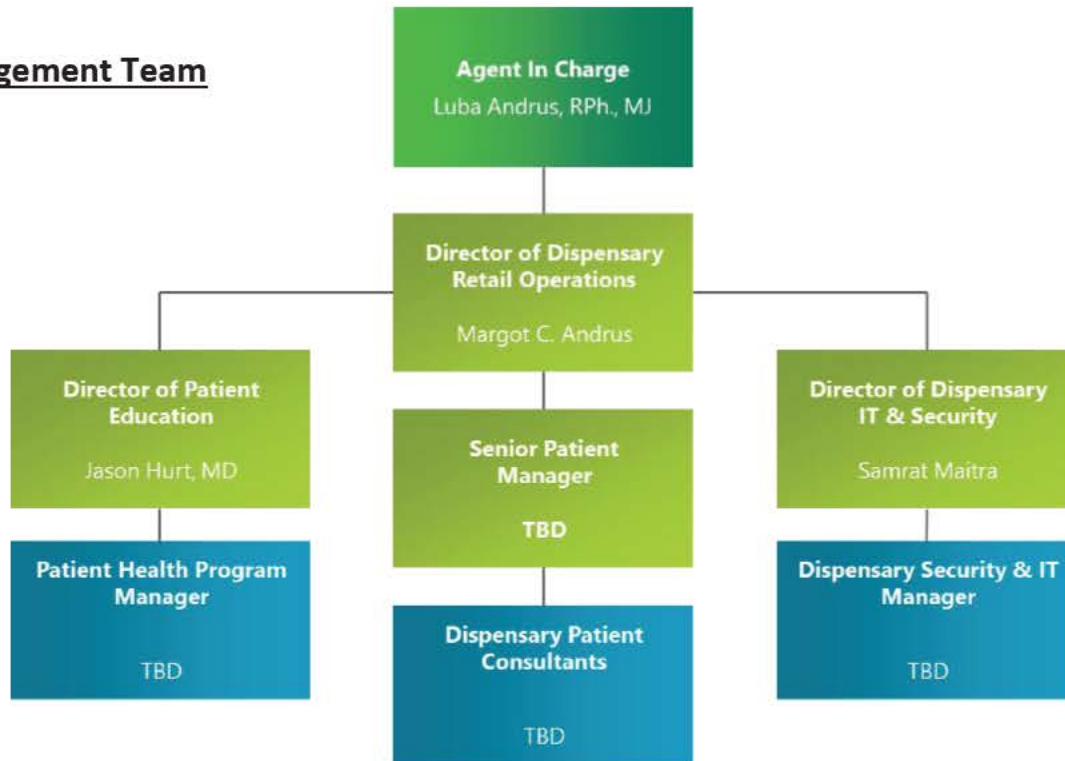 gement Team
Agent In Charge
Luba Andrus, RPh., MJ
Director of Dispensary
Retail Operations
Margot C. Andrus
Director of Patient
Education
Jason Hurt, MD
Senior Patient
Manager
TBD
Director of Dispensary
IT & Security
Samrat Maitra
Patient Health Program
Manager
TBD
Dispensary Patient
Consultants
TBD
Dispensary Security & IT
Manager
TBD